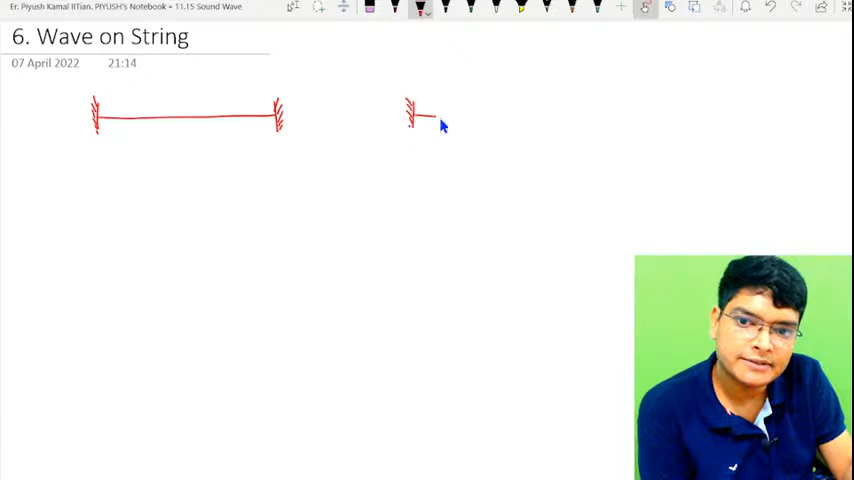 Er. Piyush Kamal IITian. PIYUSH's Notebook » 11.15 Sound Wave
6. Wave on String
07 April 2022 21:14